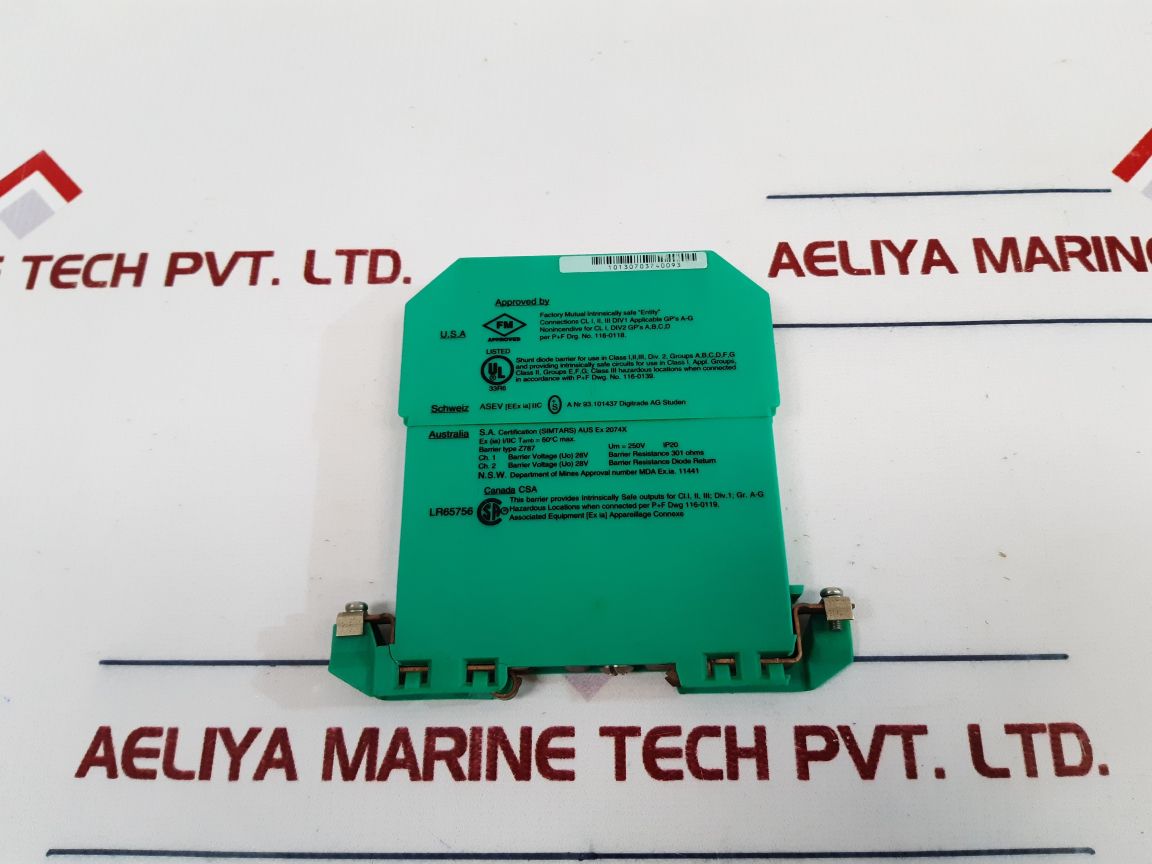 E TECH PVT. LTD.
AELIYA MARINE
10130703740093
Approved by
U.S.A
FM
APPROVED
Factory Mutual Intrinsically safe "Entity"
Connections CL I, II, III DIV1 Applicable GP's A-G
Nonincendive for CL I, DIV2 GP's A,B,C,D
per P+F Drg. No. 116-0118.
LISTED
UL
33R6
Shunt diode barrier for use in Class I,II,III, Div. 2, Groups A,B,C,D,F,G
and providing intrinsically safe circuits for use in Class I, Appl. Groups,
Class II, Groups E,F,G, Class III hazardous locations when connected
in accordance with P+F Dwg. No. 116-0139.
Schweiz ASEV [EEx ia] IIC +S A Nr 93.101437 Digitrade AG Studen
Australia S.A. Certification (SIMTARS) AUS Ex 2074X
Ex (ia) I/IIC Tamb = 60°C max. Um = 250V IP20
Barrier type Z787
Ch. 1 Barrier Voltage (Uo) 28V Barrier Resistance 301 ohms
Ch. 2 Barrier Voltage (Uo) 28V Barrier Resistance Diode Return
N.S.W. Department of Mines Approval number MDA Ex.ia. 11441
Canada CSA
LR65756
This barrier provides Intrinsically Safe outputs for Cl.I, II, III; Div.1; Gr. A-G
Hazardous Locations when connected per P+F Dwg 116-0119,
Associated Equipment [Ex ia] Appareillage Connexe
AELIYA MARINE TECH PVT. LTD.